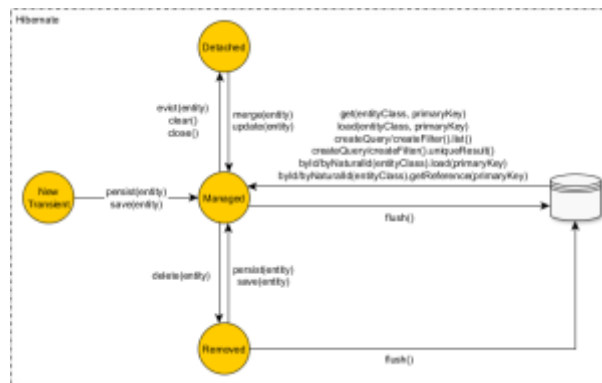 Hibernate
Detached
evict(entity)
clear()
close()
merge(entity)
update(entity)
get(entityClass, primaryKey)
load(entityClass, primaryKey)
createQuery/createFilter().list()
createQuery/createFilter().uniqueResult()
byId/byNaturalId(entityClass).load(primaryKey)
byId/byNaturalId(entityClass).getReference(primaryKey)
New
Transient
persist(entity)
save(entity)
Managed
flush()
delete(entity)
persist(entity)
save(entity)
Removed
flush()